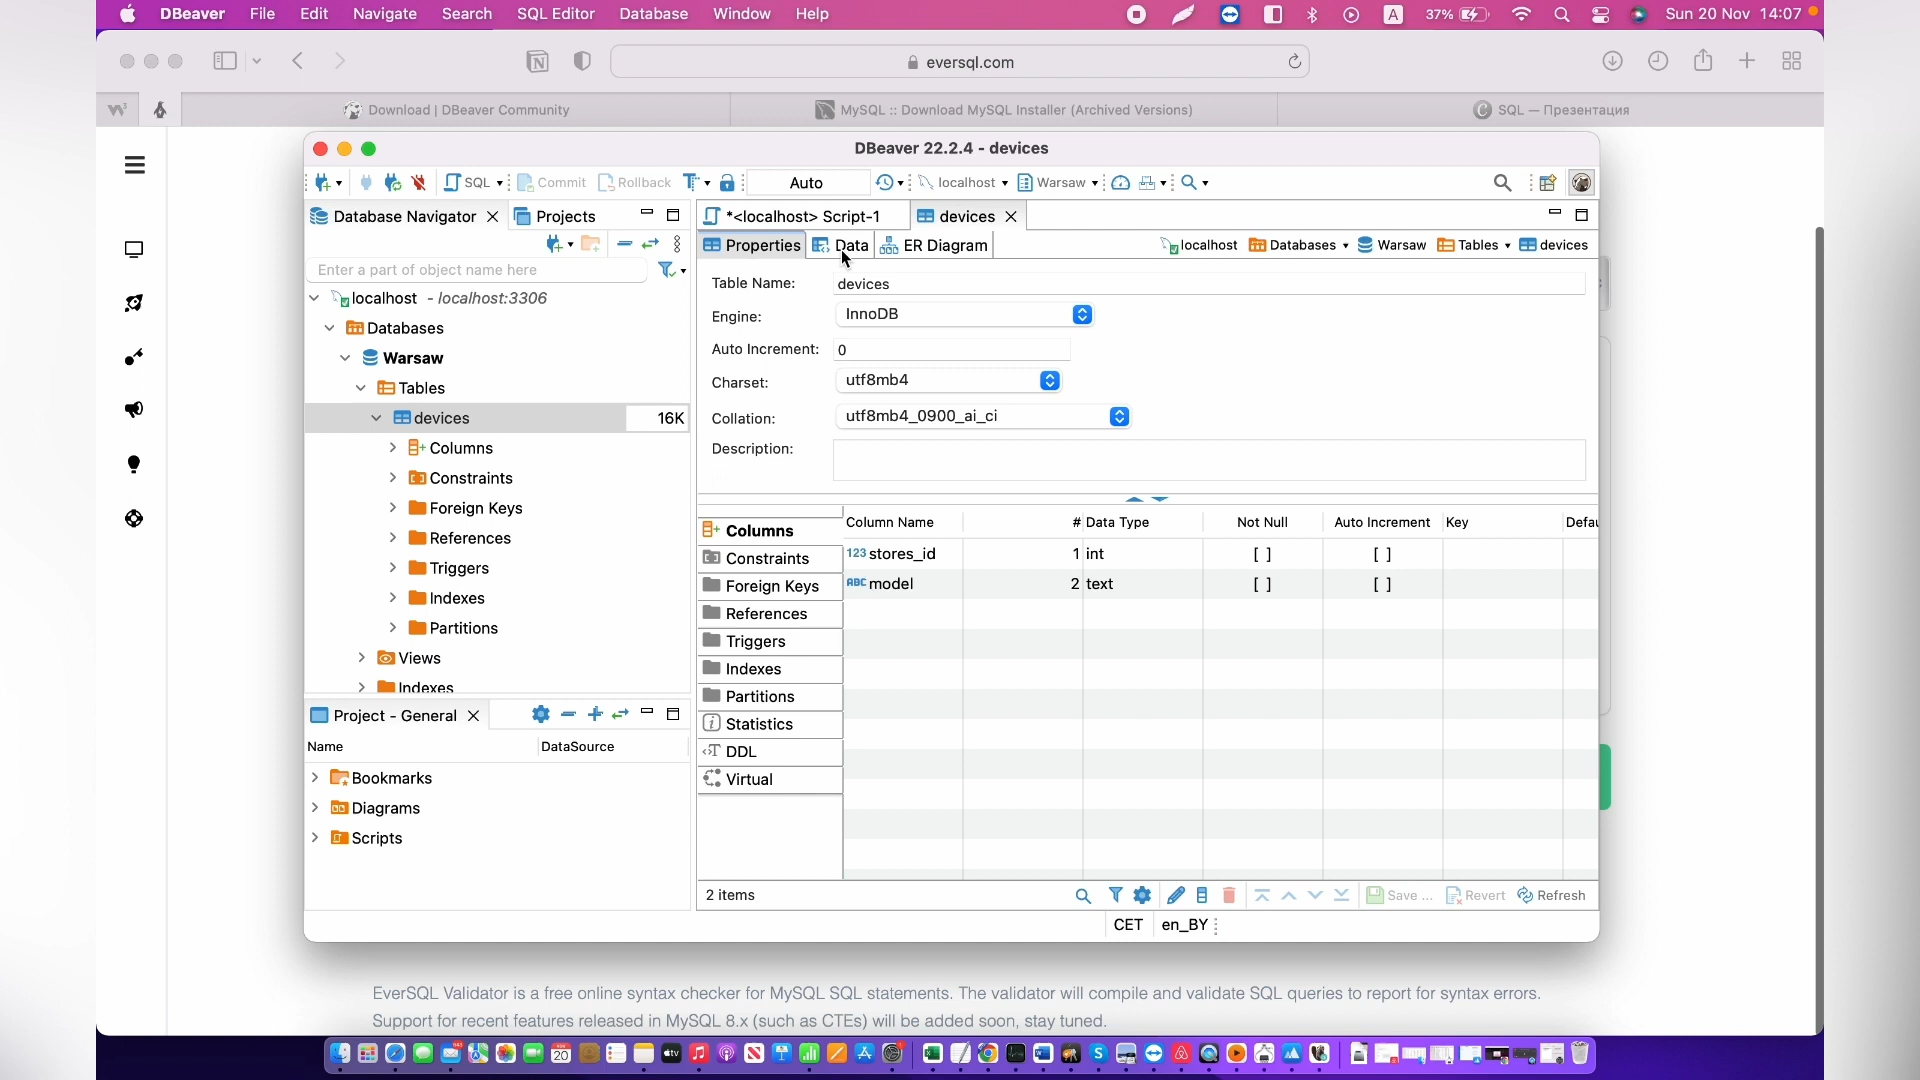 DBeaver File Edit Navigate Search SQL Editor Database Window Help A 37% Sun 20 Nov 14:07
eversql.com
Download | DBeaver Community MySQL :: Download MySQL Installer (Archived Versions) SQL — Презентация
DBeaver 22.2.4 - devices
SQL Commit Rollback Auto localhost Warsaw
Database Navigator Projects *<localhost> Script-1 devices
Properties Data ER Diagram localhost Databases Warsaw Tables devices
Enter a part of object name here
localhost - localhost:3306
Databases
Warsaw
Tables
devices 16K
Columns
Constraints
Foreign Keys
References
Triggers
Indexes
Partitions
Views
Indexes
Table Name: devices
Engine: InnoDB
Auto Increment: 0
Charset: utf8mb4
Collation: utf8mb4_0900_ai_ci
Description:
Columns
Constraints
Foreign Keys
References
Triggers
Indexes
Partitions
Statistics
DDL
Virtual
Column Name # Data Type Not Null Auto Increment Key Defau
123 stores_id 1 int [ ] [ ]
ABC model 2 text [ ] [ ]
Project - General
Name DataSource
Bookmarks
Diagrams
Scripts
2 items Save ... Revert Refresh
CET en_BY
EverSQL Validator is a free online syntax checker for MySQL SQL statements. The validator will compile and validate SQL queries to report for syntax errors.
Support for recent features released in MySQL 8.x (such as CTEs) will be added soon, stay tuned.